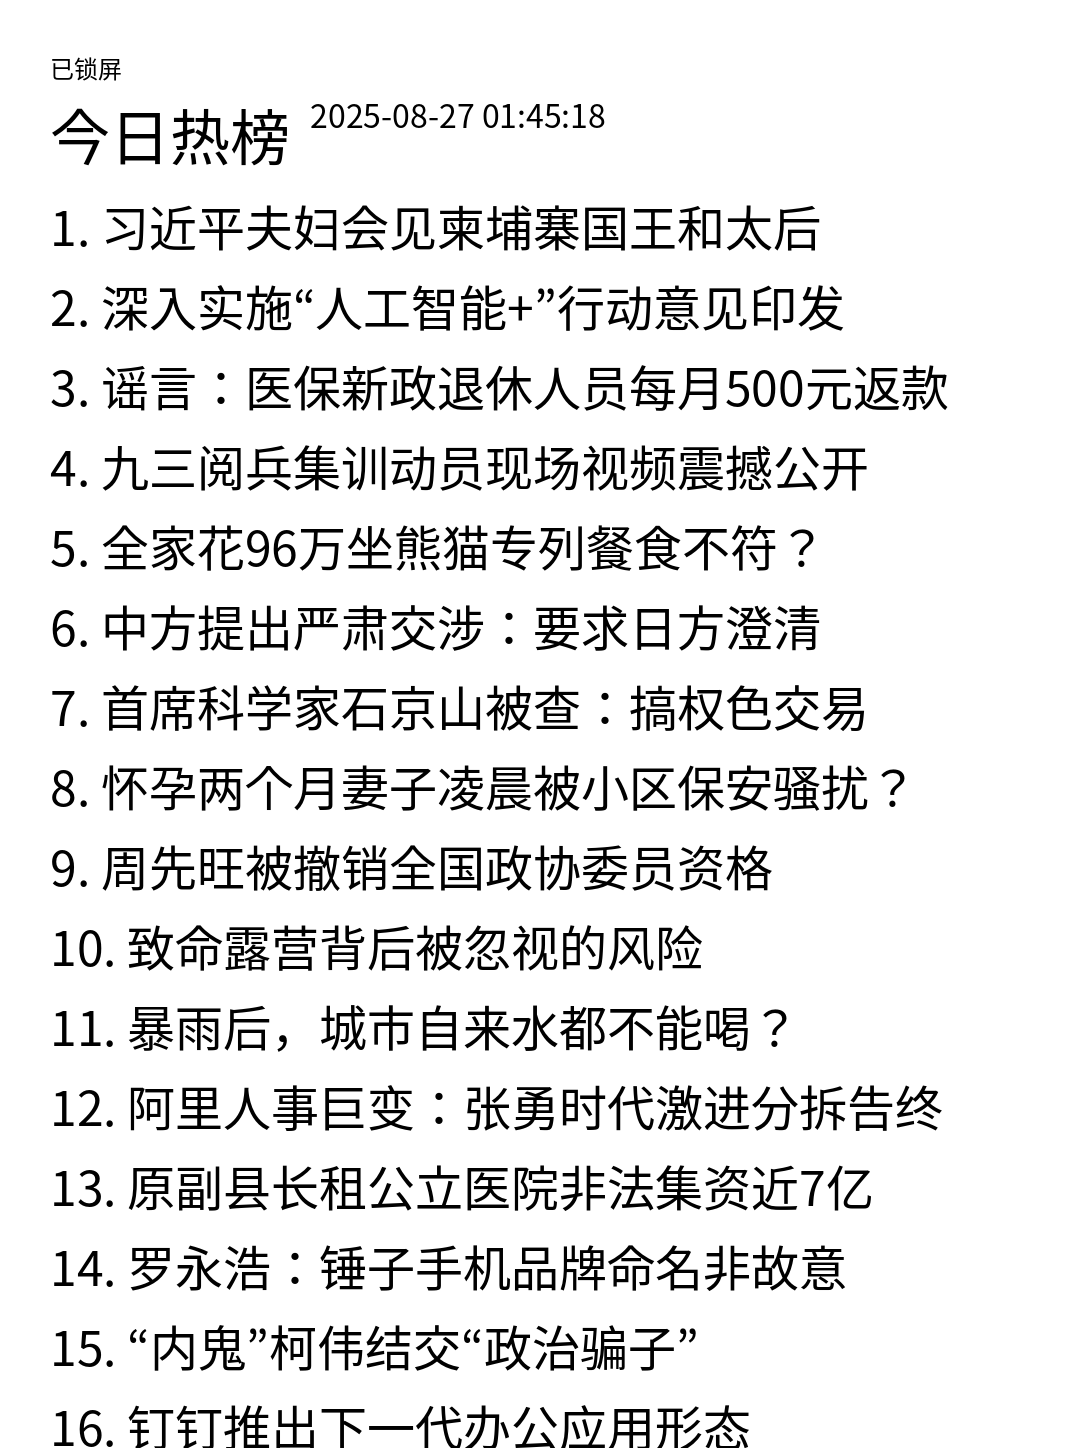 已锁屏
今日热榜 2025-08-27 01:45:18
1. 习近平夫妇会见柬埔寨国王和太后
2. 深入实施“人工智能+”行动意见印发
3. 谣言：医保新政退休人员每月500元返款
4. 九三阅兵集训动员现场视频震撼公开
5. 全家花96万坐熊猫专列餐食不符？
6. 中方提出严肃交涉：要求日方澄清
7. 首席科学家石京山被查：搞权色交易
8. 怀孕两个月妻子凌晨被小区保安骚扰？
9. 周先旺被撤销全国政协委员资格
10. 致命露营背后被忽视的风险
11. 暴雨后，城市自来水都不能喝？
12. 阿里人事巨变：张勇时代激进分拆告终
13. 原副县长租公立医院非法集资近7亿
14. 罗永浩：锤子手机品牌命名非故意
15. “内鬼”柯伟结交“政治骗子”
16. 钉钉推出下一代办公应用形态